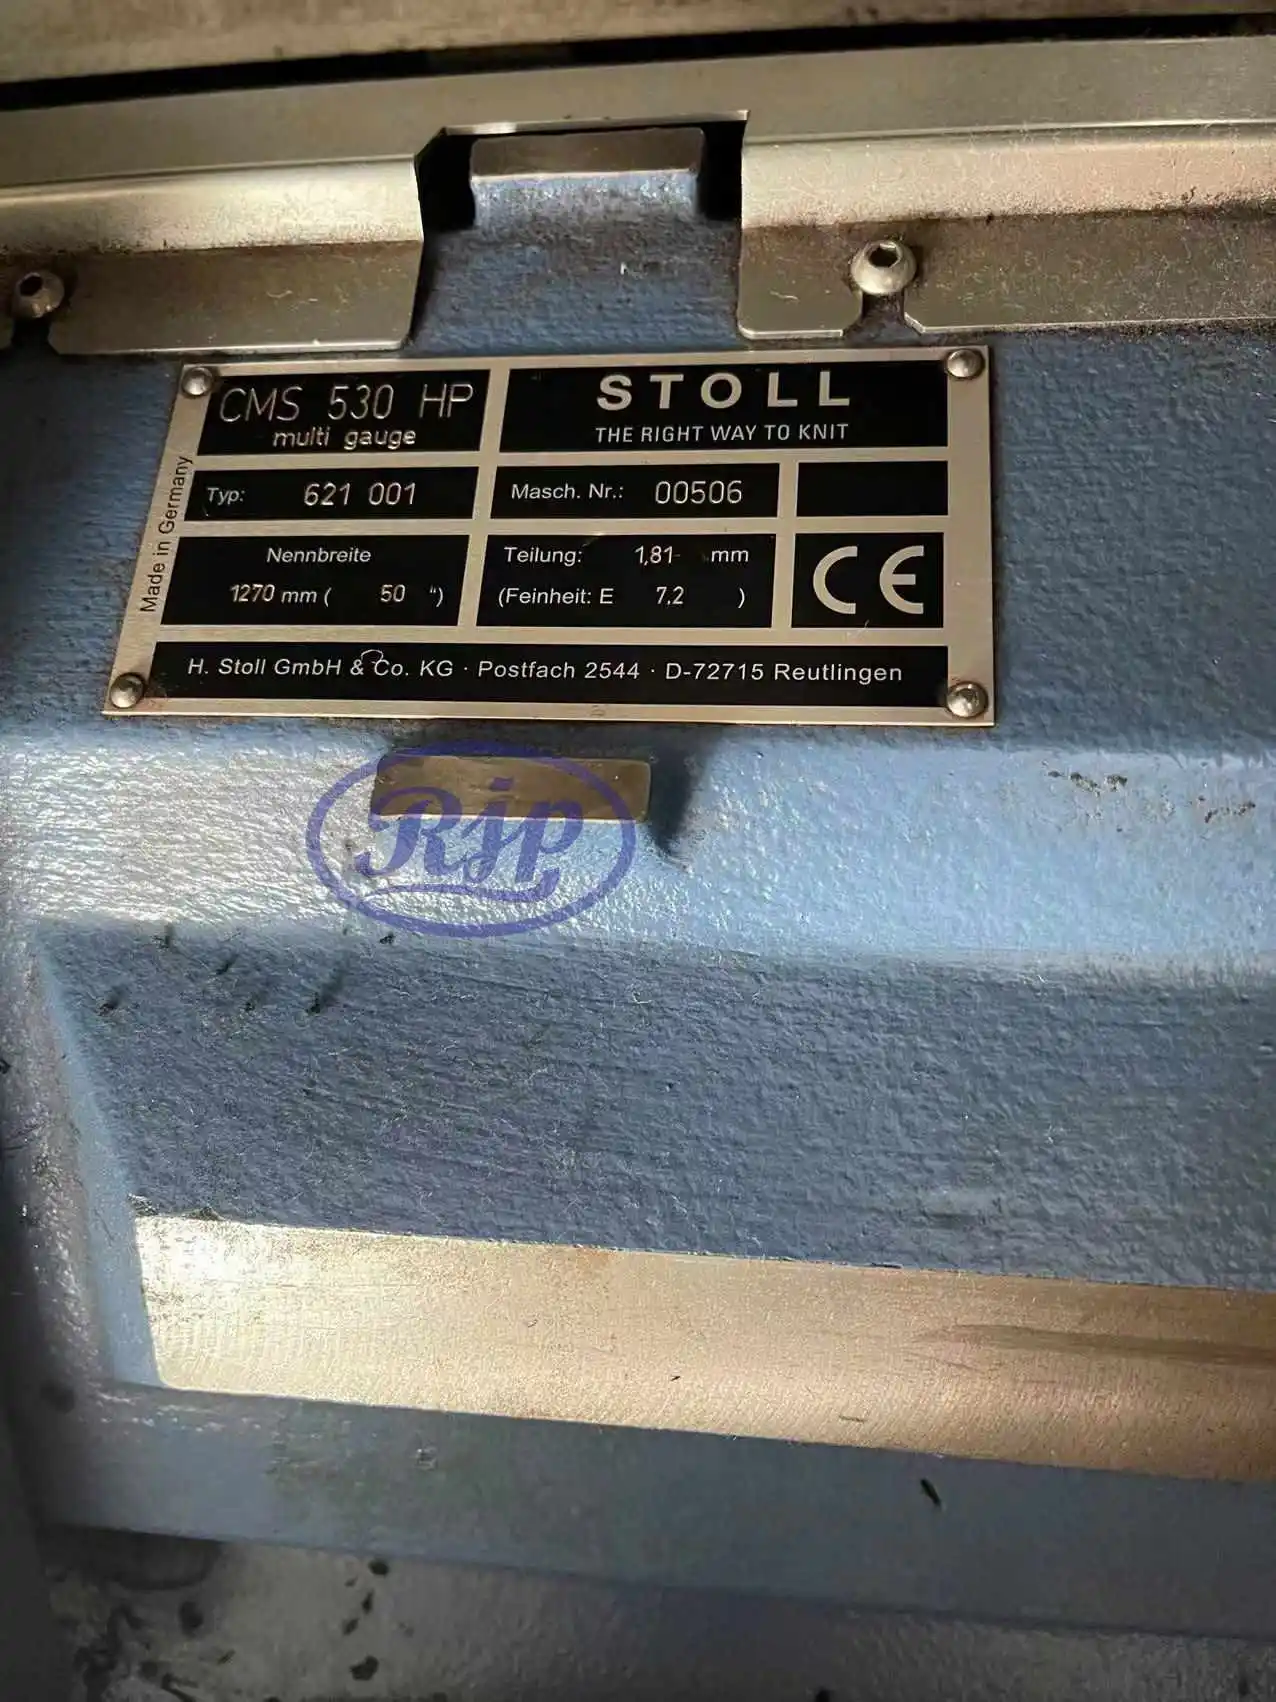 CMS 530 HP
multi gauge
STOLL
THE RIGHT WAY TO KNIT
Made in Germany
Typ: 621 001
Masch. Nr.: 00506
Nennbreite
1270 mm ( 50 ")
Teilung: 1,81 mm
(Feinheit: E 7,2 )
CE
H. Stoll GmbH & Co. KG · Postfach 2544 · D-72715 Reutlingen
Rjp